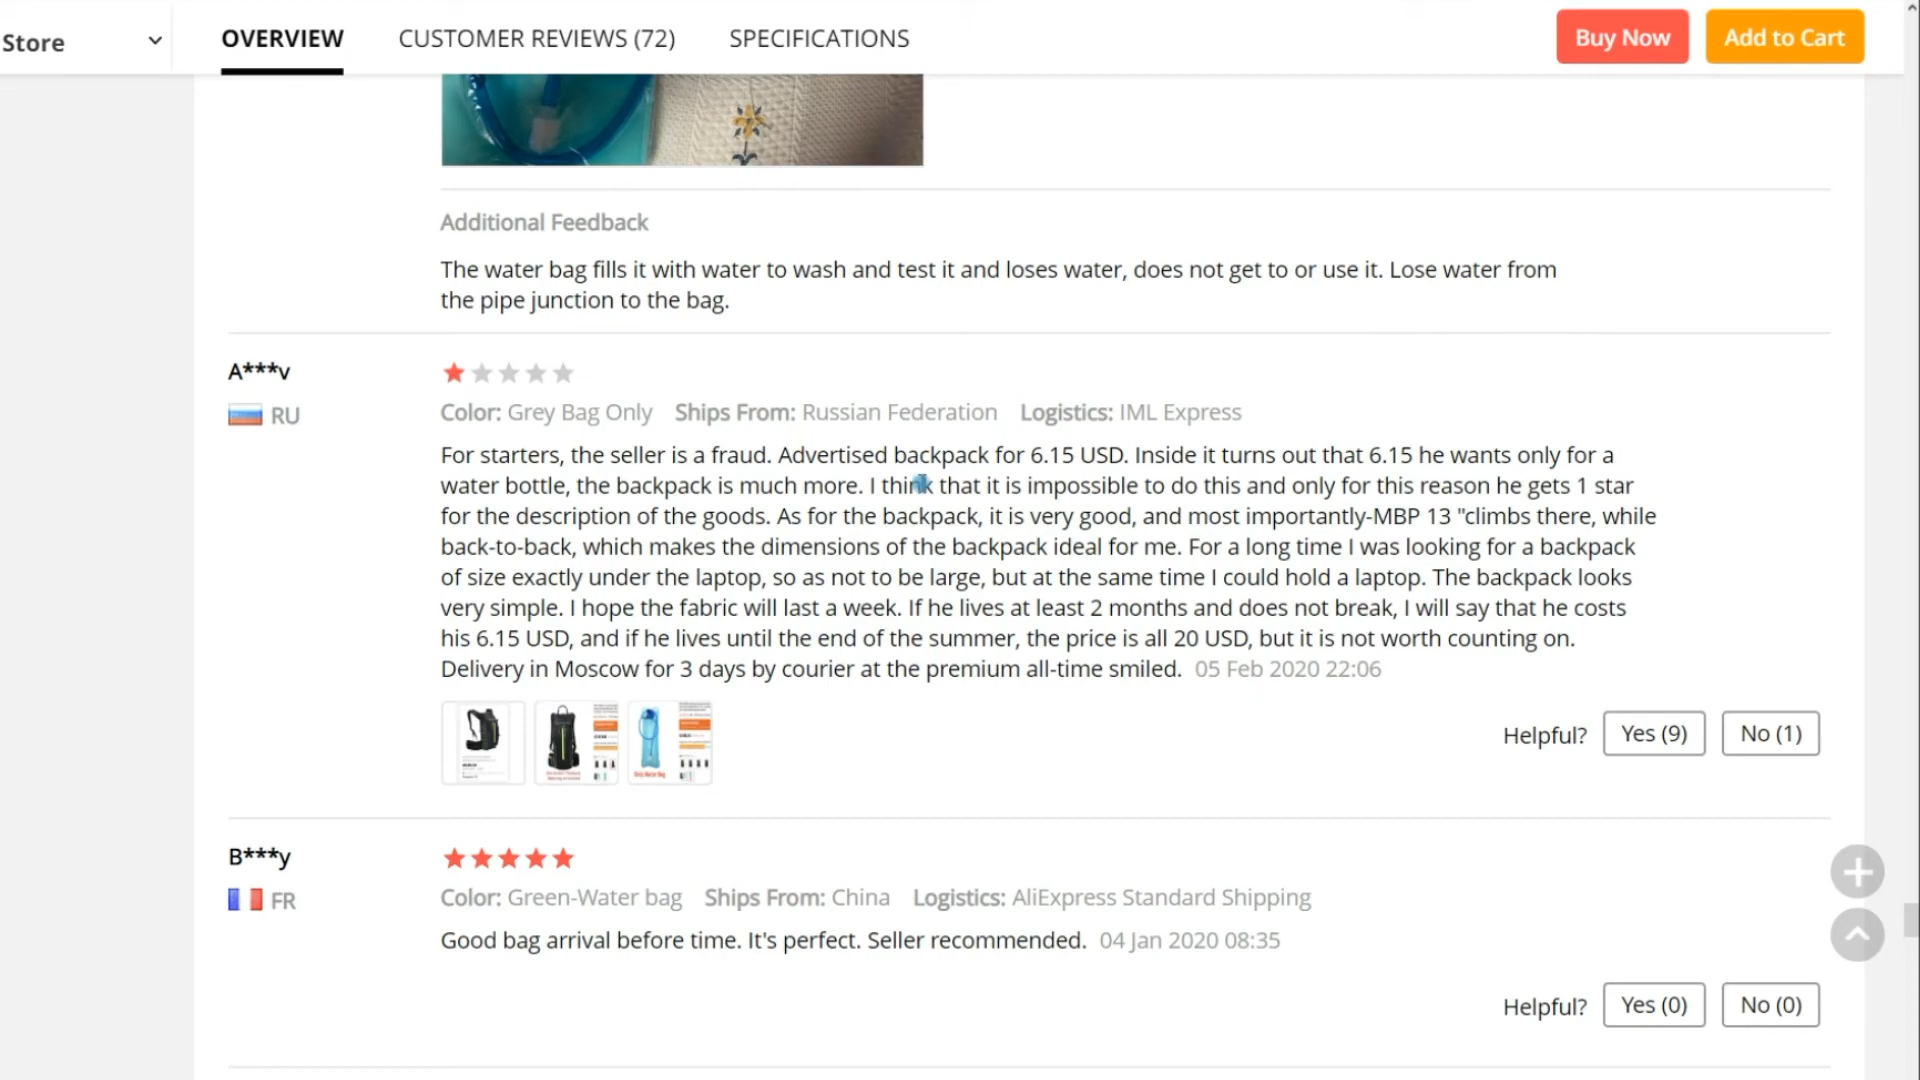 Store
OVERVIEW
CUSTOMER REVIEWS (72)
SPECIFICATIONS
Buy Now
Add to Cart
Additional Feedback
The water bag fills it with water to wash and test it and loses water, does not get to or use it. Lose water from
the pipe junction to the bag.
A***v
RU
Color: Grey Bag Only Ships From: Russian Federation Logistics: IML Express
For starters, the seller is a fraud. Advertised backpack for 6.15 USD. Inside it turns out that 6.15 he wants only for a
water bottle, the backpack is much more. I think that it is impossible to do this and only for this reason he gets 1 star
for the description of the goods. As for the backpack, it is very good, and most importantly-MBP 13 "climbs there, while
back-to-back, which makes the dimensions of the backpack ideal for me. For a long time I was looking for a backpack
of size exactly under the laptop, so as not to be large, but at the same time I could hold a laptop. The backpack looks
very simple. I hope the fabric will last a week. If he lives at least 2 months and does not break, I will say that he costs
his 6.15 USD, and if he lives until the end of the summer, the price is all 20 USD, but it is not worth counting on.
Delivery in Moscow for 3 days by courier at the premium all-time smiled. 05 Feb 2020 22:06
Helpful? Yes (9) No (1)
B***y
FR
Color: Green-Water bag Ships From: China Logistics: AliExpress Standard Shipping
Good bag arrival before time. It's perfect. Seller recommended. 04 Jan 2020 08:35
Helpful? Yes (0) No (0)